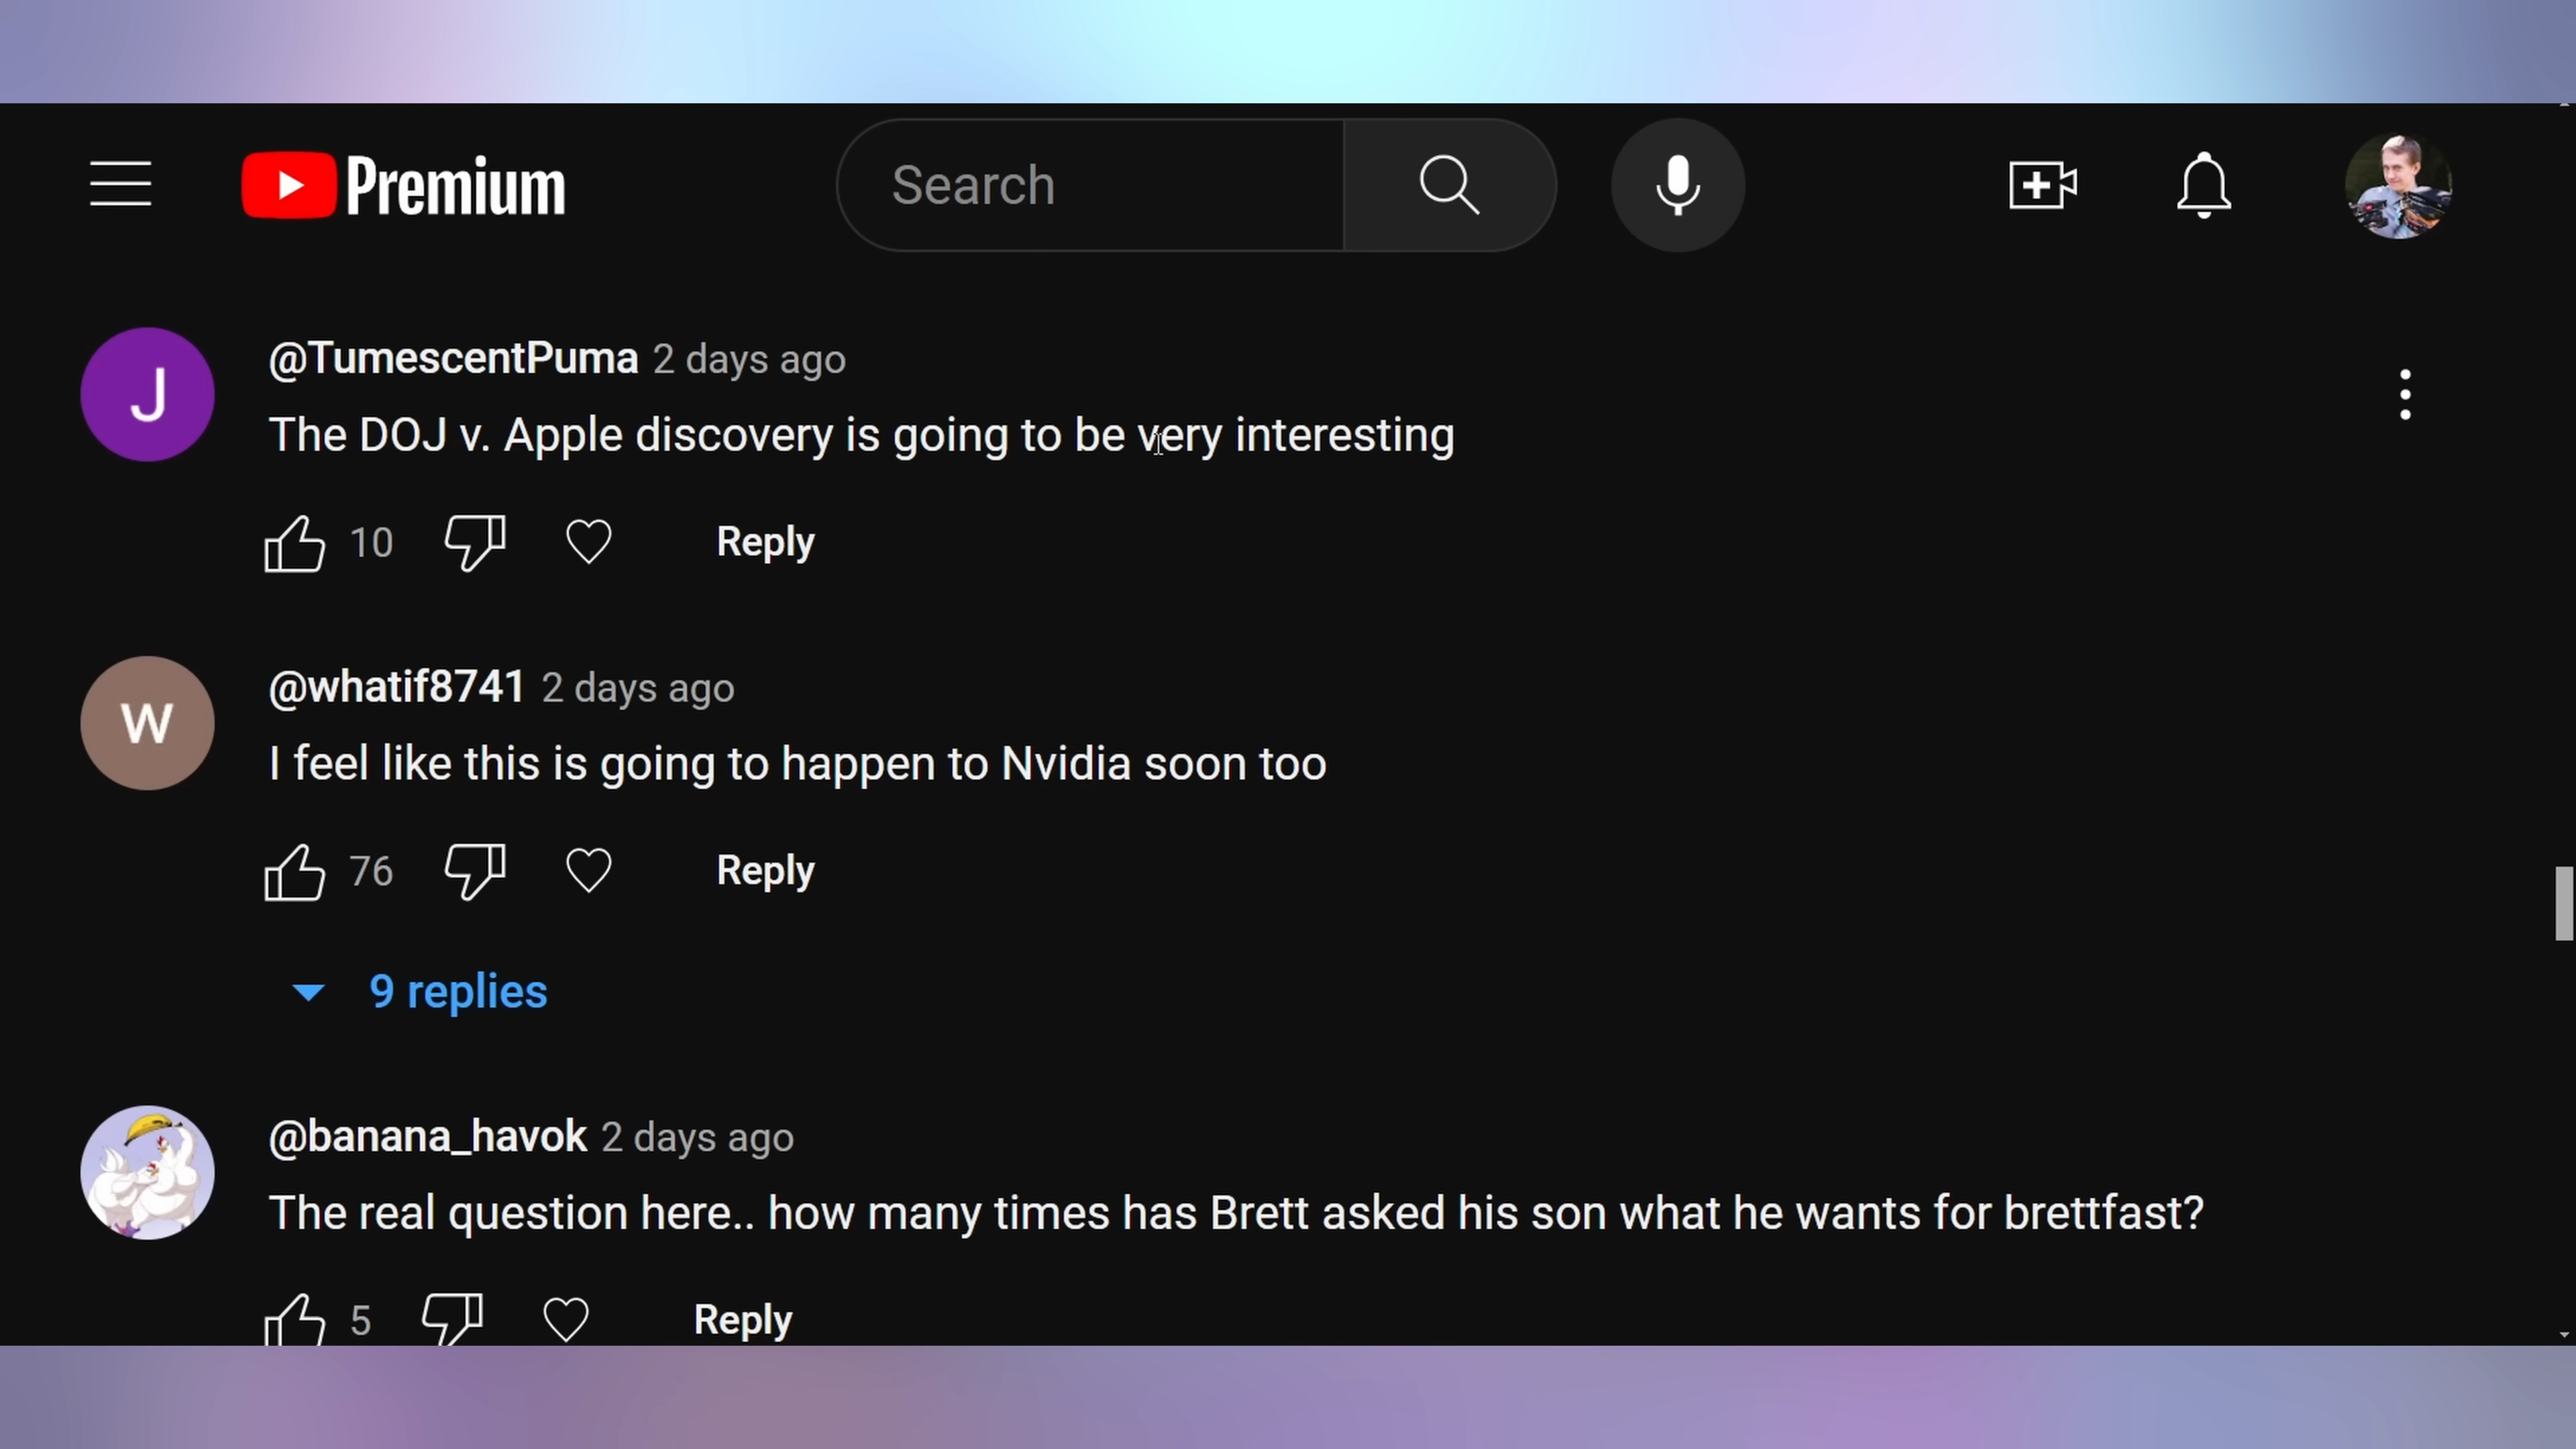 Premium
Search
J
@TumescentPuma 2 days ago
The DOJ v. Apple discovery is going to be very interesting
10
Reply
W
@whatif8741 2 days ago
I feel like this is going to happen to Nvidia soon too
76
Reply
9 replies
@banana_havok 2 days ago
The real question here.. how many times has Brett asked his son what he wants for brettfast?
5
Reply